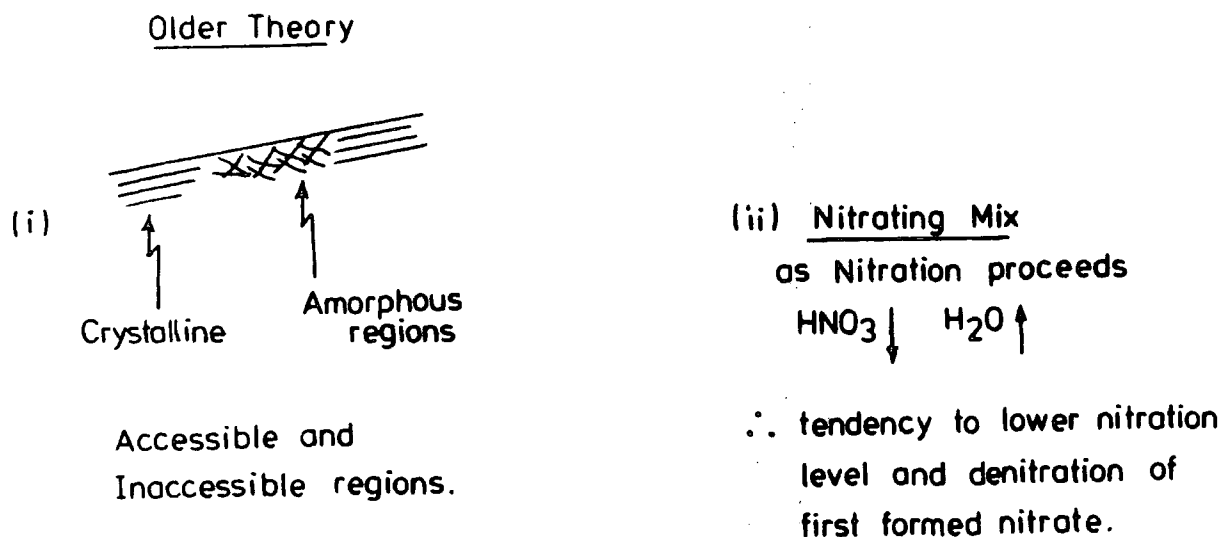 Older Theory
(i)
Crystalline
Amorphous
regions
Accessible and
Inaccessible regions.
(ii) Nitrating Mix
as Nitration proceeds
HNO3↓ H2O↑
∴ tendency to lower nitration
level and denitration of
first formed nitrate.